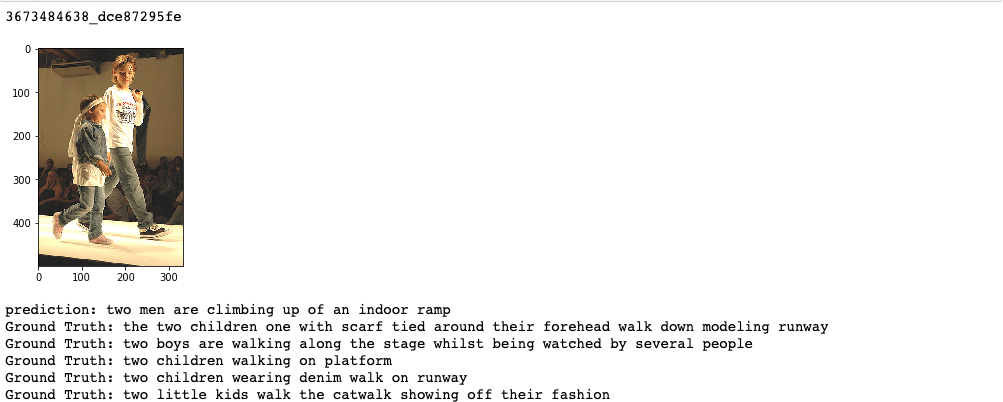 3673484638_dce87295fe
0
100
200
300
400
0 100 200 300
prediction: two men are climbing up of an indoor ramp
Ground Truth: the two children one with scarf tied around their forehead walk down modeling runway
Ground Truth: two boys are walking along the stage whilst being watched by several people
Ground Truth: two children walking on platform
Ground Truth: two children wearing denim walk on runway
Ground Truth: two little kids walk the catwalk showing off their fashion